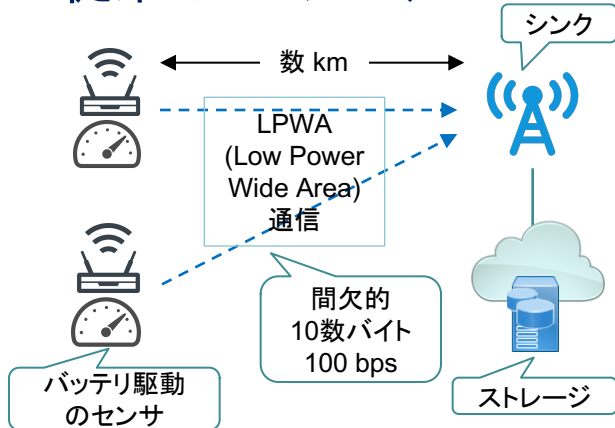 シンク
数 km
LPWA
(Low Power
Wide Area)
通信
間欠的
10数バイト
100 bps
バッテリ駆動
のセンサ
ストレージ